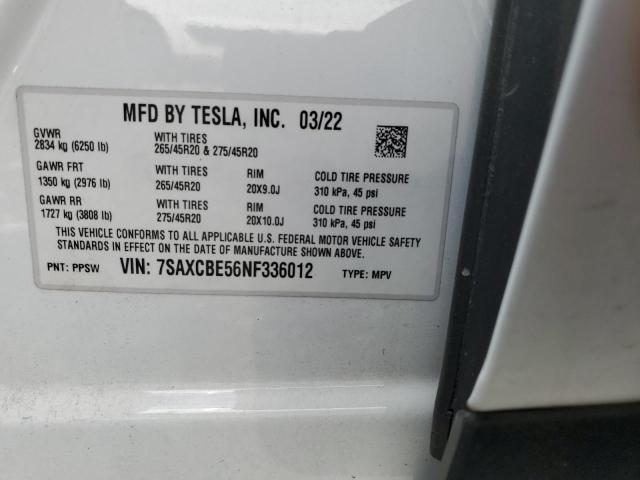 MFD BY TESLA, INC. 03/22
GVWR
2834 kg (6250 lb)
WITH TIRES
265/45R20 & 275/45R20
GAWR FRT
1350 kg (2976 lb)
WITH TIRES
265/45R20
RIM
20X9.0J
COLD TIRE PRESSURE
310 kPa, 45 psi
GAWR RR
1727 kg (3808 lb)
WITH TIRES
275/45R20
RIM
20X10.0J
COLD TIRE PRESSURE
310 kPa, 45 psi
THIS VEHICLE CONFORMS TO ALL APPLICABLE U.S. FEDERAL MOTOR VEHICLE SAFETY
STANDARDS IN EFFECT ON THE DATE OF MANUFACTURE SHOWN ABOVE.
PNT: PPSW VIN: 7SAXCBE56NF336012 TYPE: MPV